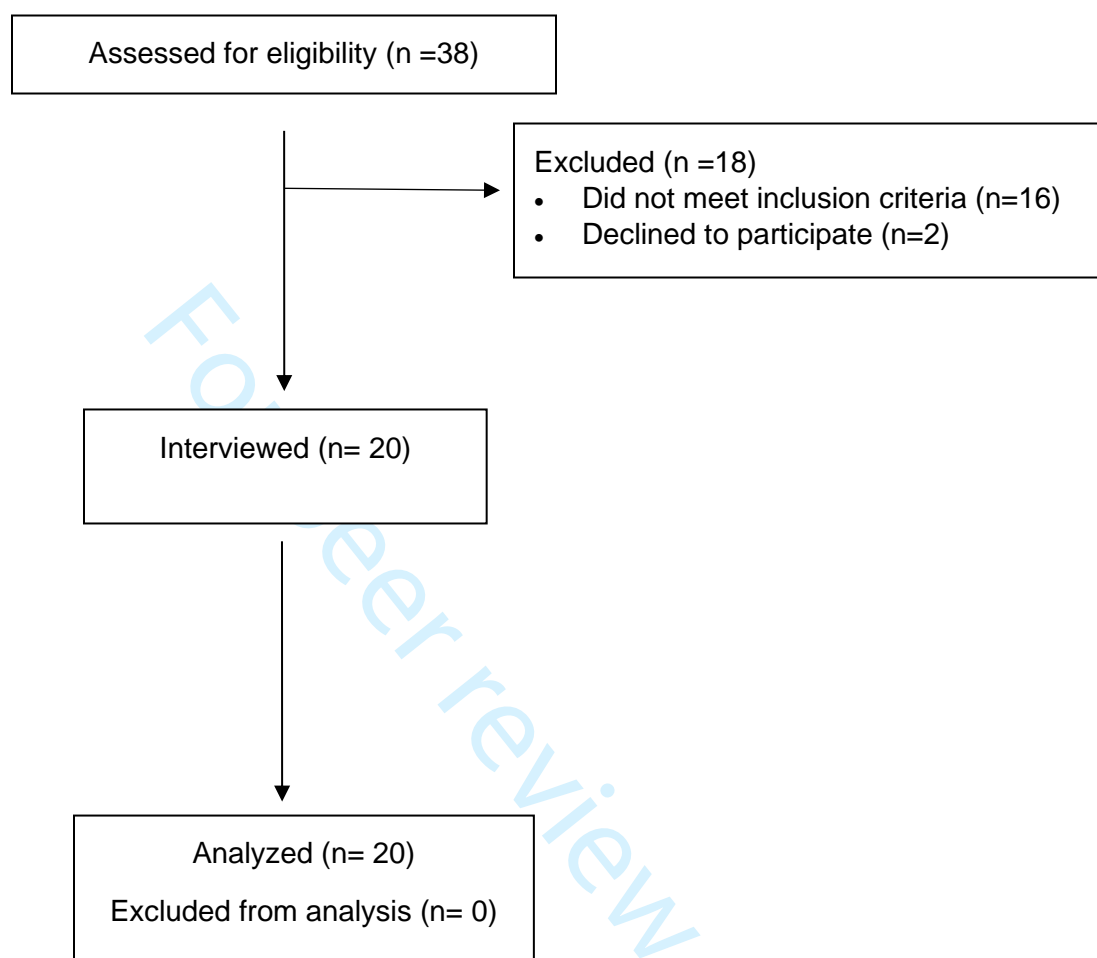 Assessed for eligibility (n =38)
Excluded (n =18)
• Did not meet inclusion criteria (n=16)
• Declined to participate (n=2)
Interviewed (n= 20)
Analyzed (n= 20)
Excluded from analysis (n= 0)
For peer review